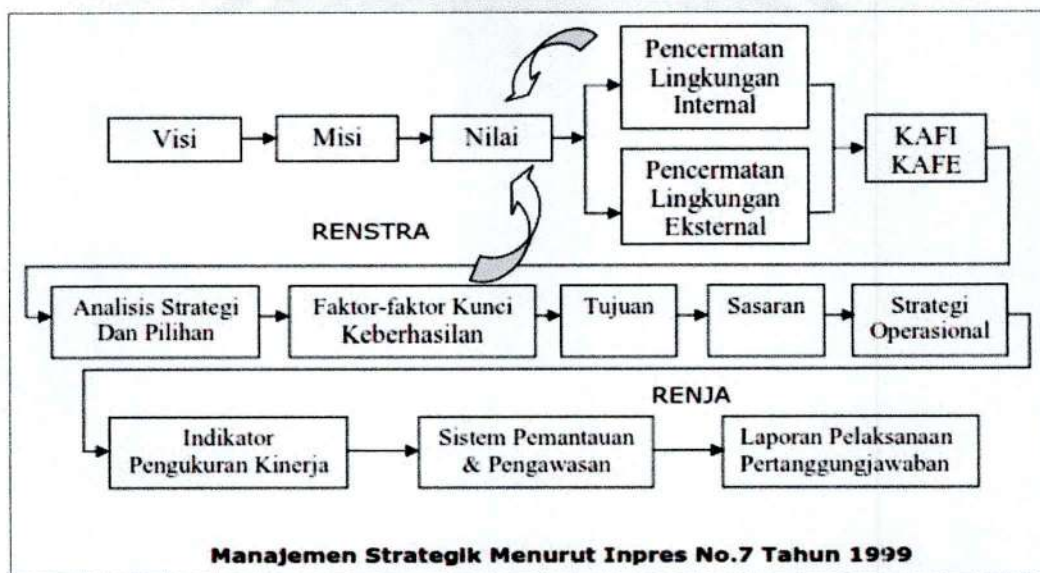 Visi
Misi
Nilai
Pencermatan
Lingkungan
Internal
Pencermatan
Lingkungan
Eksternal
KAFI
KAFE
RENSTRA
Analisis Strategi
Dan Pilihan
Faktor-faktor Kunci
Keberhasilan
Tujuan
Sasaran
Strategi
Operasional
RENJA
Indikator
Pengukuran Kinerja
Sistem Pemantauan
& Pengawasan
Laporan Pelaksanaan
Pertanggungjawaban
Manajemen Strategik Menurut Inpres No.7 Tahun 1999